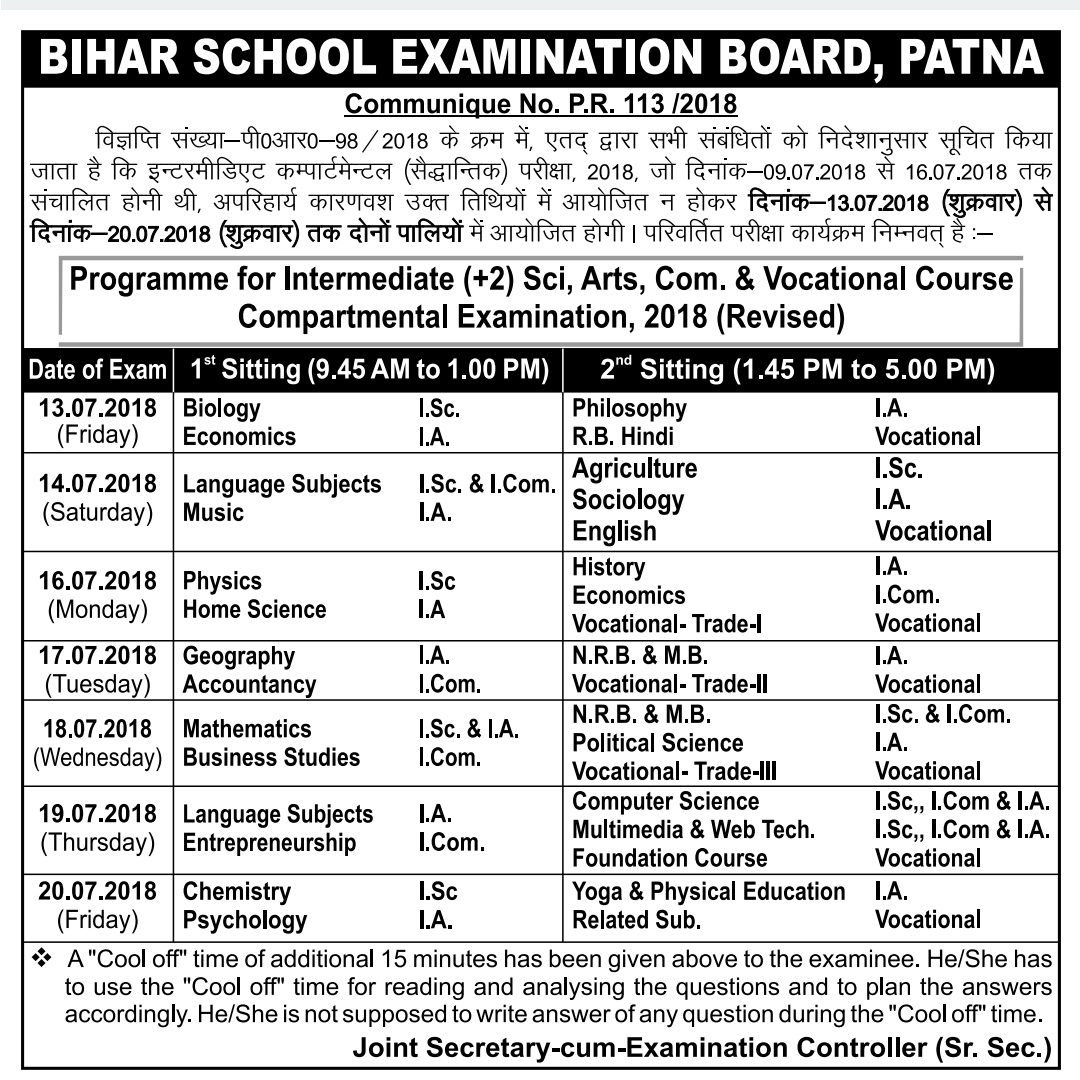 BIHAR SCHOOL EXAMINATION BOARD, PATNA
Communique No. P.R. 113 /2018
विज्ञप्ति संख्या–पी0आर0–98/2018 के क्रम में, एतद् द्वारा सभी संबंधितों को निदेशानुसार सूचित किया
जाता है कि इन्टरमीडिएट कम्पार्टमेन्टल (सैद्धान्तिक) परीक्षा, 2018, जो दिनांक–09.07.2018 से 16.07.2018 तक
संचालित होनी थी, अपरिहार्य कारणवश उक्त तिथियों में आयोजित न होकर दिनांक–13.07.2018 (शुक्रवार) से
दिनांक–20.07.2018 (शुक्रवार) तक दोनों पालियों में आयोजित होगी। परिवर्तित परीक्षा कार्यक्रम निम्नवत् है :–
Programme for Intermediate (+2) Sci, Arts, Com. & Vocational Course
Compartmental Examination, 2018 (Revised)
Date of Exam 1st Sitting (9.45 AM to 1.00 PM) 2nd Sitting (1.45 PM to 5.00 PM)
13.07.2018 Biology I.Sc. Philosophy I.A.
(Friday) Economics I.A. R.B. Hindi Vocational
Agriculture I.Sc.
14.07.2018 Language Subjects I.Sc. & I.Com. Sociology I.A.
(Saturday) Music I.A. English Vocational
History I.A.
16.07.2018 Physics I.Sc Economics I.Com.
(Monday) Home Science I.A Vocational- Trade-I Vocational
17.07.2018 Geography I.A. N.R.B. & M.B. I.A.
(Tuesday) Accountancy I.Com. Vocational- Trade-II Vocational
N.R.B. & M.B. I.Sc. & I.Com.
18.07.2018 Mathematics I.Sc. & I.A. Political Science I.A.
(Wednesday) Business Studies I.Com. Vocational- Trade-III Vocational
Computer Science I.Sc,, I.Com & I.A.
19.07.2018 Language Subjects I.A. Multimedia & Web Tech. I.Sc,, I.Com & I.A.
(Thursday) Entrepreneurship I.Com. Foundation Course Vocational
20.07.2018 Chemistry I.Sc Yoga & Physical Education I.A.
(Friday) Psychology I.A. Related Sub. Vocational
❖ A "Cool off" time of additional 15 minutes has been given above to the examinee. He/She has
to use the "Cool off" time for reading and analysing the questions and to plan the answers
accordingly. He/She is not supposed to write answer of any question during the "Cool off" time.
Joint Secretary-cum-Examination Controller (Sr. Sec.)